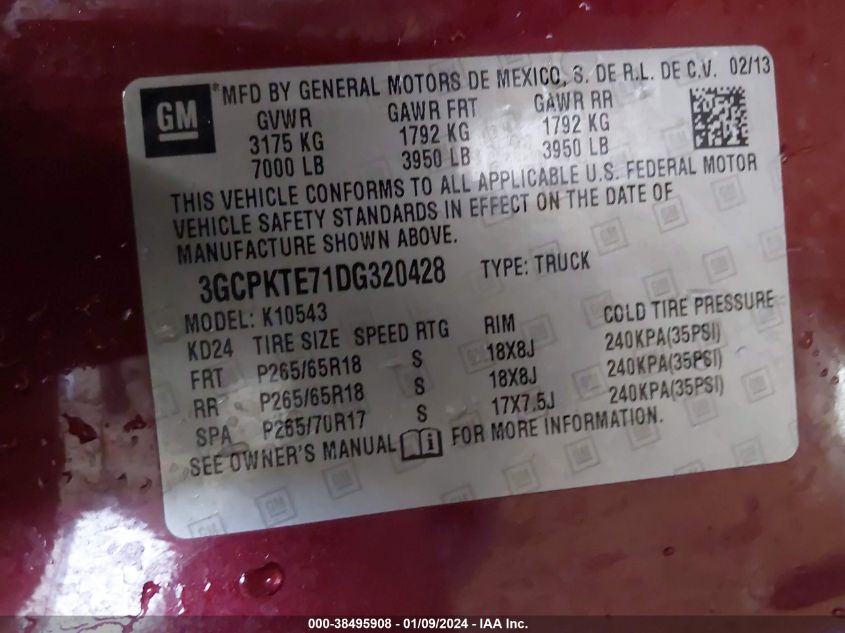 GM
*MFD BY GENERAL MOTORS DE MEXICO, S. DE R.L. DE C.V. 02/13
GVWR GAWR FRT GAWR RR
3175 KG 1792 KG 1792 KG
7000 LB 3950 LB 3950 LB
THIS VEHICLE CONFORMS TO ALL APPLICABLE U.S. FEDERAL MOTOR
VEHICLE SAFETY STANDARDS IN EFFECT ON THE DATE OF
MANUFACTURE SHOWN ABOVE.
3GCPKTE71DG320428 TYPE: TRUCK
MODEL: K10543
KD24 TIRE SIZE SPEED RTG RIM COLD TIRE PRESSURE
FRT P265/65R18 S 18X8J 240KPA(35PSI)
RR P265/65R18 S 18X8J 240KPA(35PSI)
SPA P265/70R17 S 17X7.5J 240KPA(35PSI)
SEE OWNER'S MANUAL FOR MORE INFORMATION.
000-38495908 - 01/09/2024 - IAA Inc.